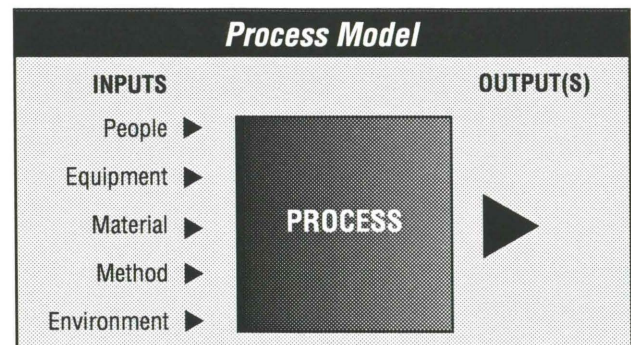 Process Model
INPUTS
OUTPUT(S)
People
Equipment
Material
Method
Environment
PROCESS